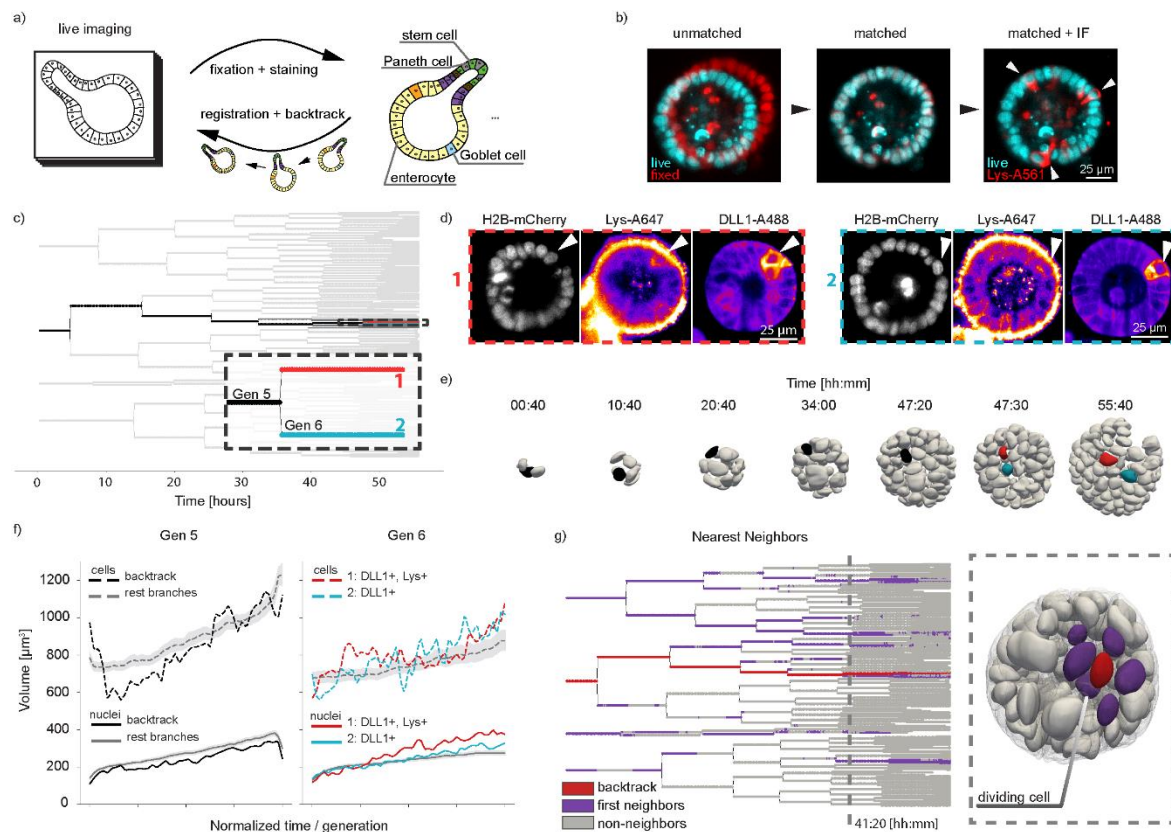 a)
live imaging
fixation + staining
registration + backtrack
stem cell
Paneth cell
...
Goblet cell
enterocyte
b)
unmatched
matched
matched + IF
live
fixed
live
Lys-A561
25 µm
c)
Gen 5
1
Gen 6
2
0 10 20 30 40 50
Time [hours]
d)
H2B-mCherry Lys-A647 DLL1-A488
1
25 µm
H2B-mCherry Lys-A647 DLL1-A488
2
25 µm
e)
Time [hh:mm]
00:40 10:40 20:40 34:00 47:20 47:30 55:40
f)
Gen 5
Gen 6
1200
1000
800
600
400
200
0
Volume [µm³]
cells
backtrack
rest branches
nuclei
backtrack
rest branches
cells
1: DLL1+, Lys+
2: DLL1+
nuclei
1: DLL1+, Lys+
2: DLL1+
Normalized time / generation
g)
Nearest Neighbors
backtrack
first neighbors
non-neighbors
41:20 [hh:mm]
dividing cell